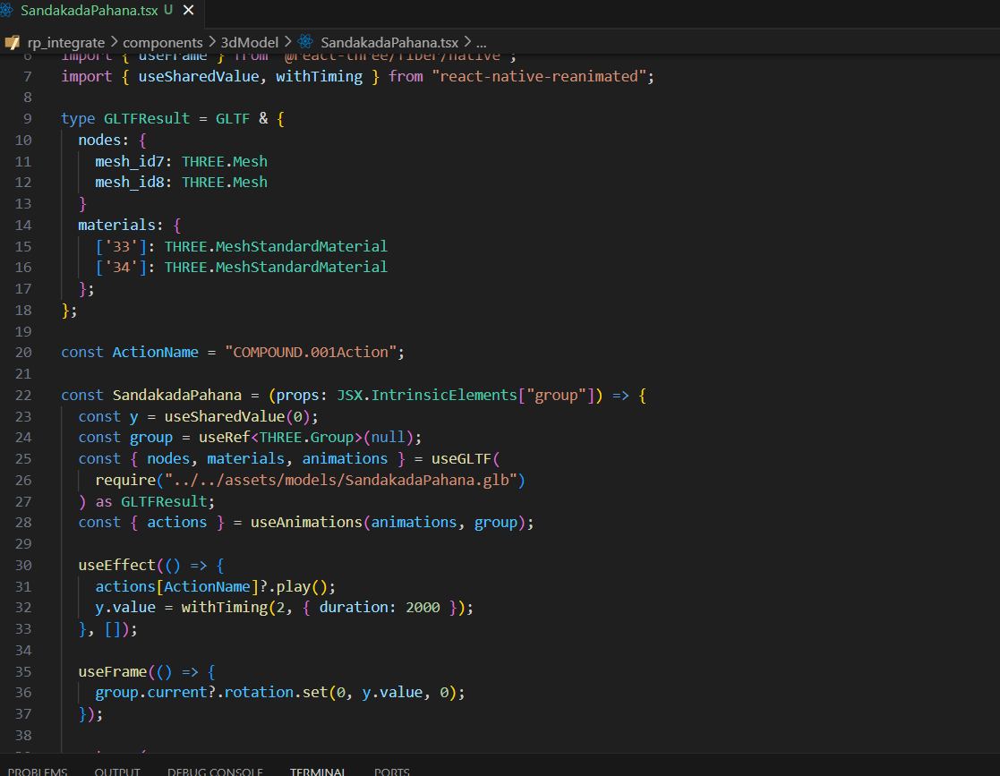 SandakadaPahana.tsx U
rp_integrate > components > 3dModel > SandakadaPahana.tsx > ...
6 import { useFrame } from "@react-three/fiber/native";
7 import { useSharedValue, withTiming } from "react-native-reanimated";
8
9 type GLTFResult = GLTF & {
10   nodes: {
11     mesh_id7: THREE.Mesh
12     mesh_id8: THREE.Mesh
13   }
14   materials: {
15     ['33']: THREE.MeshStandardMaterial
16     ['34']: THREE.MeshStandardMaterial
17   };
18 };
19
20 const ActionName = "COMPOUND.001Action";
21
22 const SandakadaPahana = (props: JSX.IntrinsicElements["group"]) => {
23   const y = useSharedValue(0);
24   const group = useRef<THREE.Group>(null);
25   const { nodes, materials, animations } = useGLTF(
26     require("../../assets/models/SandakadaPahana.glb")
27   ) as GLTFResult;
28   const { actions } = useAnimations(animations, group);
29
30   useEffect(() => {
31     actions[ActionName]?.play();
32     y.value = withTiming(2, { duration: 2000 });
33   }, []);
34
35   useFrame(() => {
36     group.current?.rotation.set(0, y.value, 0);
37   });
38
PROBLEMS OUTPUT DEBUG CONSOLE TERMINAL PORTS